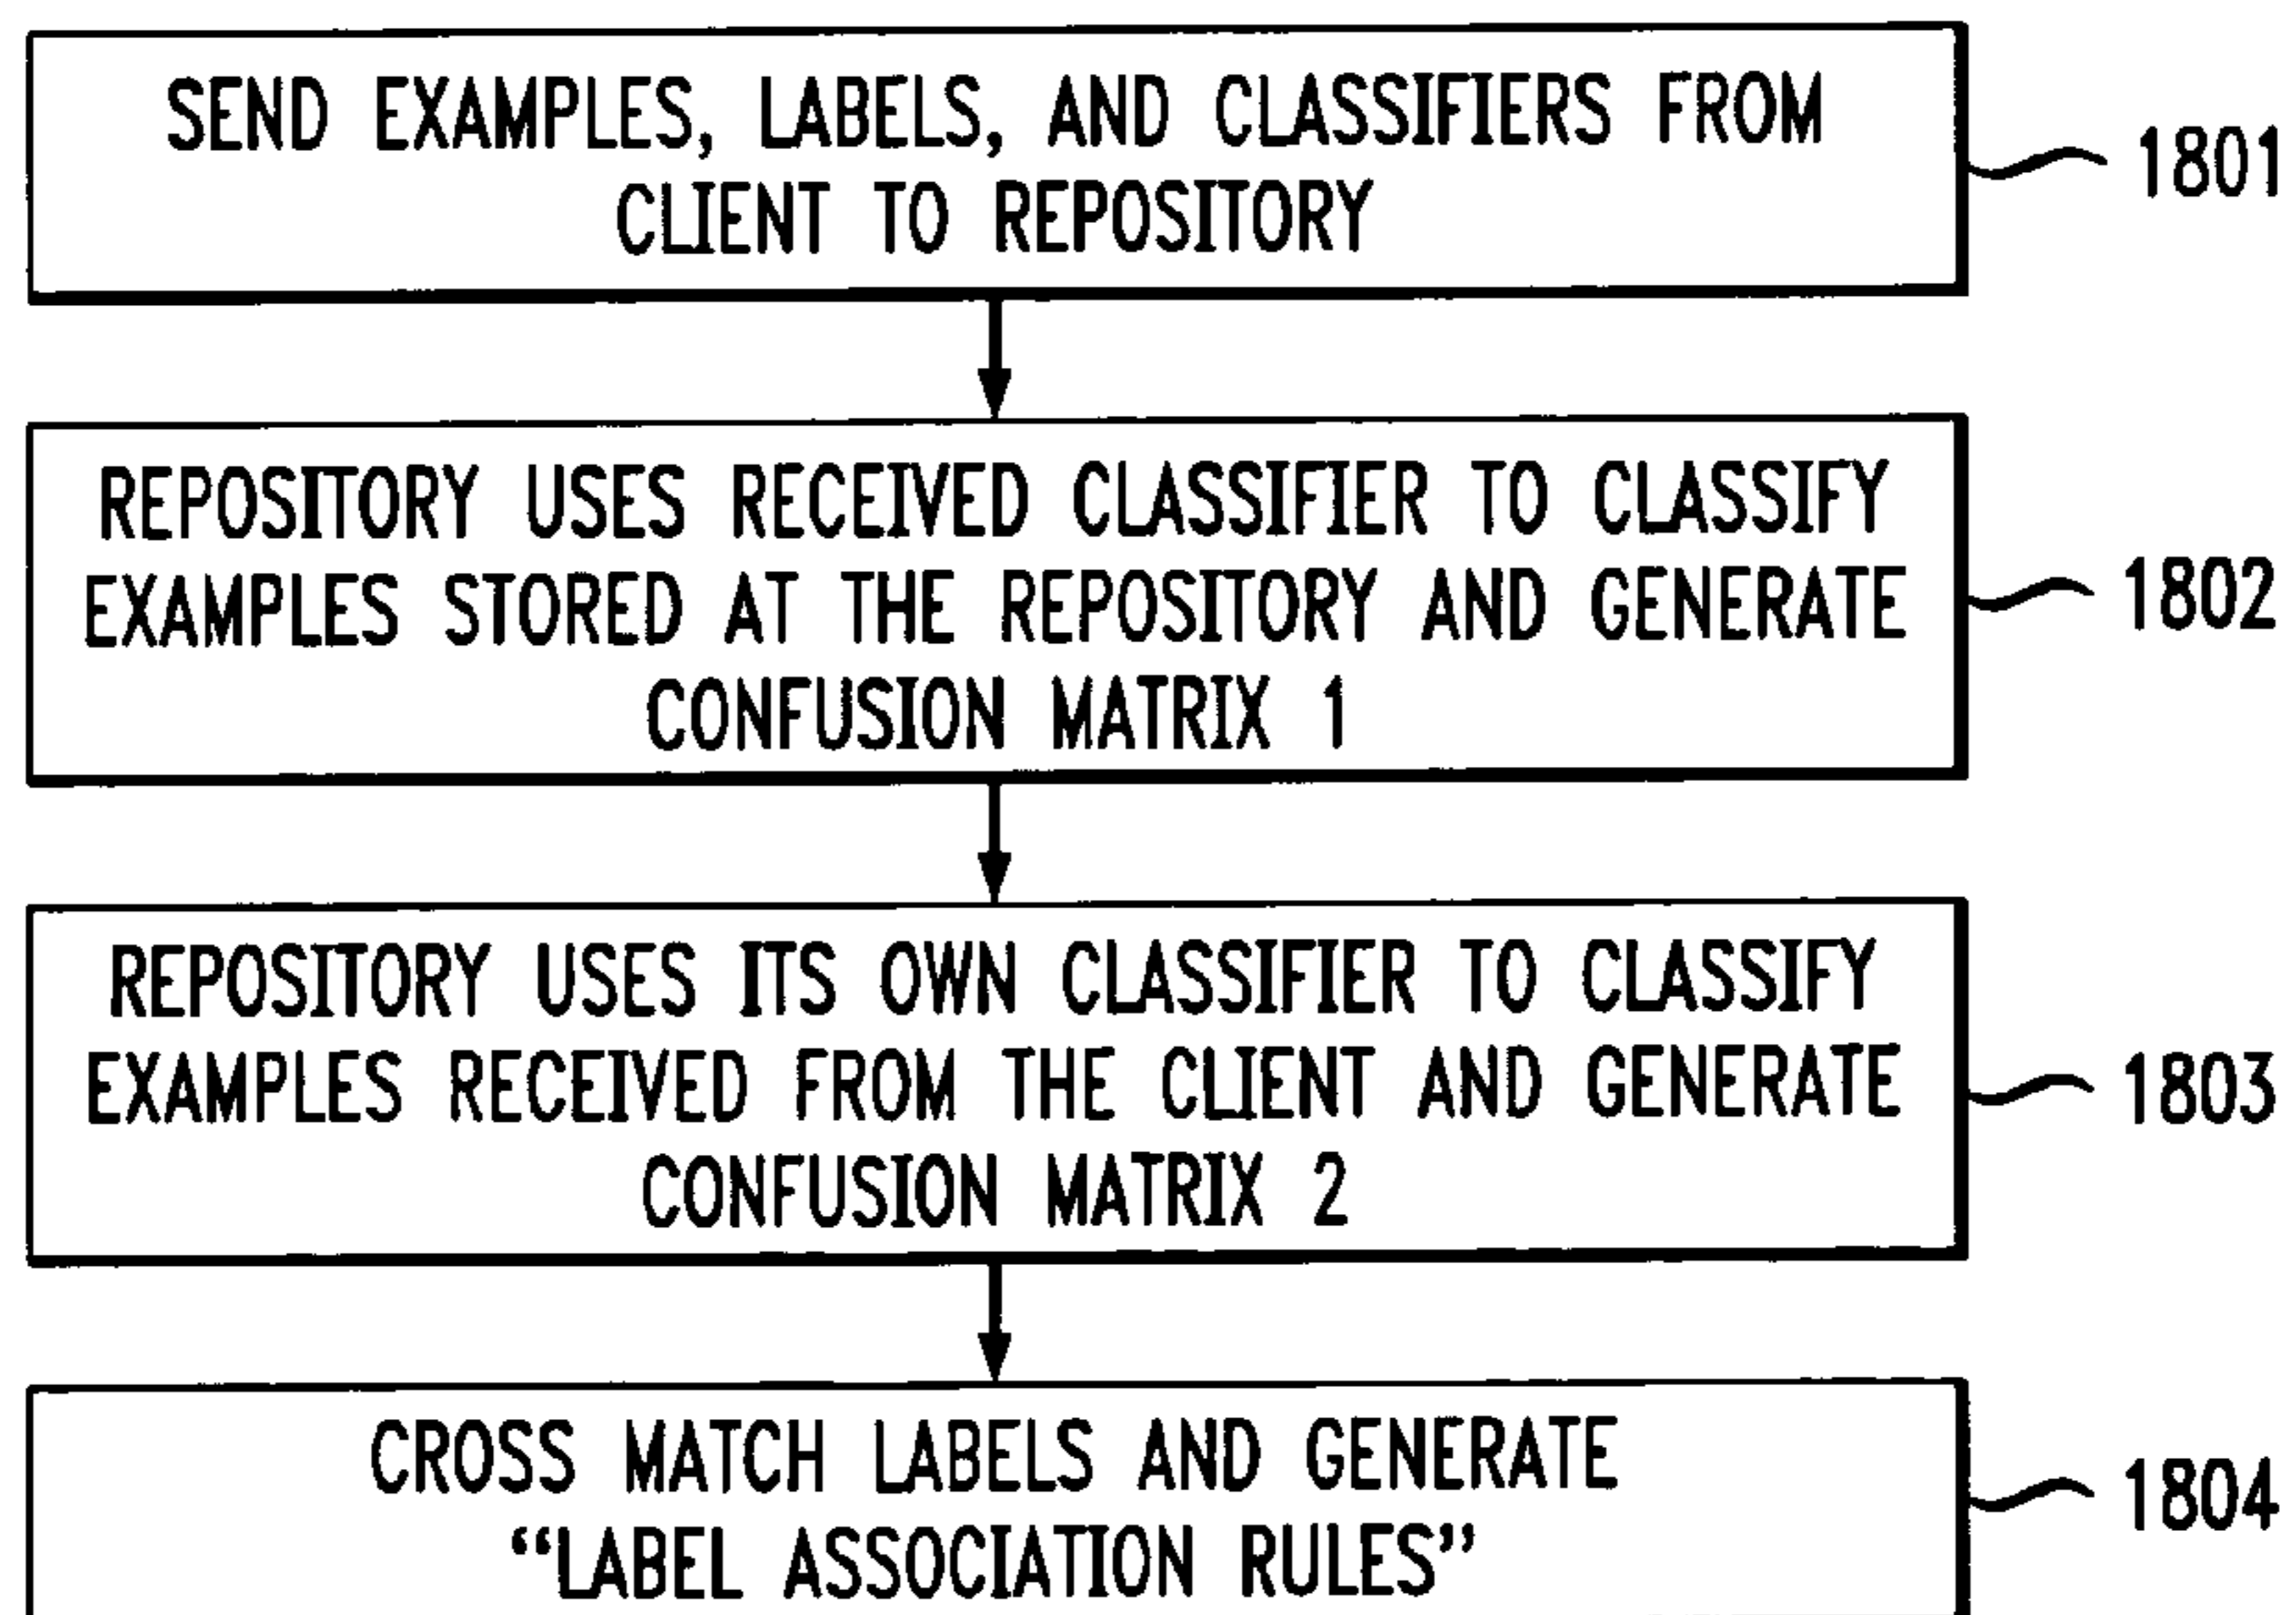 SEND EXAMPLES, LABELS, AND CLASSIFIERS FROM
CLIENT TO REPOSITORY
1801
REPOSITORY USES RECEIVED CLASSIFIER TO CLASSIFY
EXAMPLES STORED AT THE REPOSITORY AND GENERATE
CONFUSION MATRIX 1
1802
REPOSITORY USES ITS OWN CLASSIFIER TO CLASSIFY
EXAMPLES RECEIVED FROM THE CLIENT AND GENERATE
CONFUSION MATRIX 2
1803
CROSS MATCH LABELS AND GENERATE
“LABEL ASSOCIATION RULES”
1804